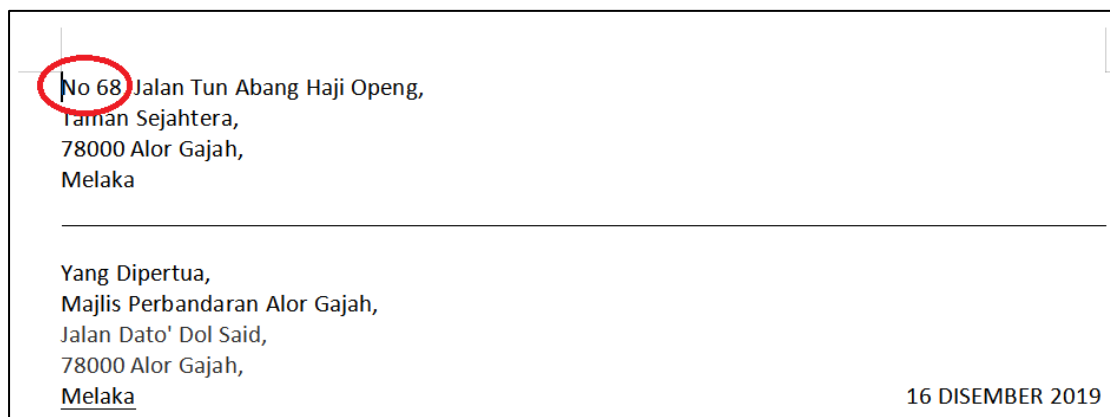 No 68, Jalan Tun Abang Haji Openg,
Taman Sejahtera,
78000 Alor Gajah,
Melaka
Yang Dipertua,
Majlis Perbandaran Alor Gajah,
Jalan Dato' Dol Said,
78000 Alor Gajah,
Melaka 16 DISEMBER 2019